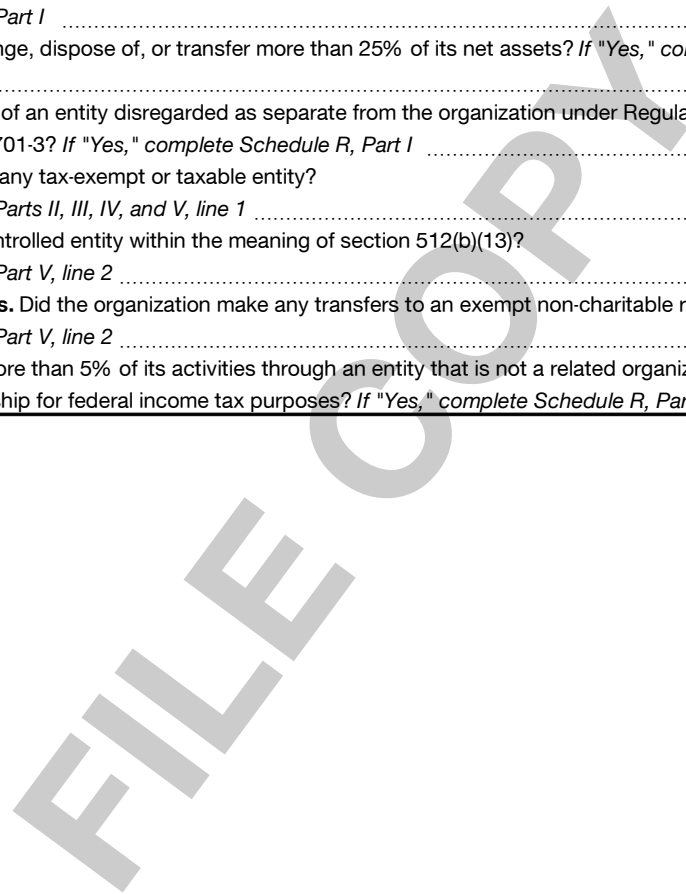 Part I
nge, dispose of, or transfer more than 25% of its net assets? If "Yes," co
of an entity disregarded as separate from the organization under Regula
701-3? If "Yes," complete Schedule R, Part I
any tax-exempt or taxable entity?
Parts II, III, IV, and V, line 1
ntrolled entity within the meaning of section 512(b)(13)?
Part V, line 2
s. Did the organization make any transfers to an exempt non-charitable r
Part V, line 2
ore than 5% of its activities through an entity that is not a related organiz
ship for federal income tax purposes? If "Yes," complete Schedule R, Par
FILE COPY